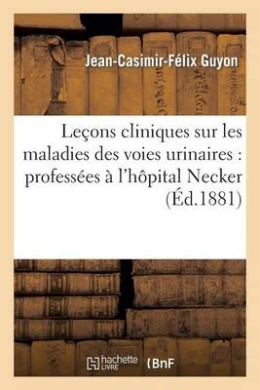 Jean-Casimir-Félix Guyon
Leçons cliniques sur les maladies des voies urinaires : professées à l'hôpital Necker (Éd.1881)
hachette
LIVRE
{BnF